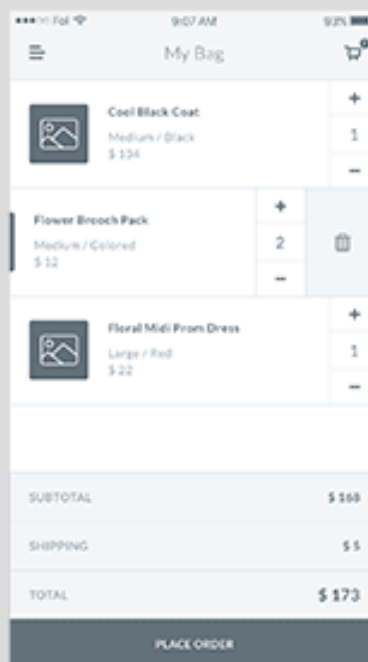 Fol 9:07 AM 93%
My Bag
Cool Black Coat
Medium / Black
$ 134
+
1
−
Flower Brooch Pack
Medium / Colored
$ 12
+
2
−
Floral Midi Prom Dress
Large / Red
$ 22
+
1
−
SUBTOTAL $ 168
SHIPPING $ 5
TOTAL $ 173
PLACE ORDER